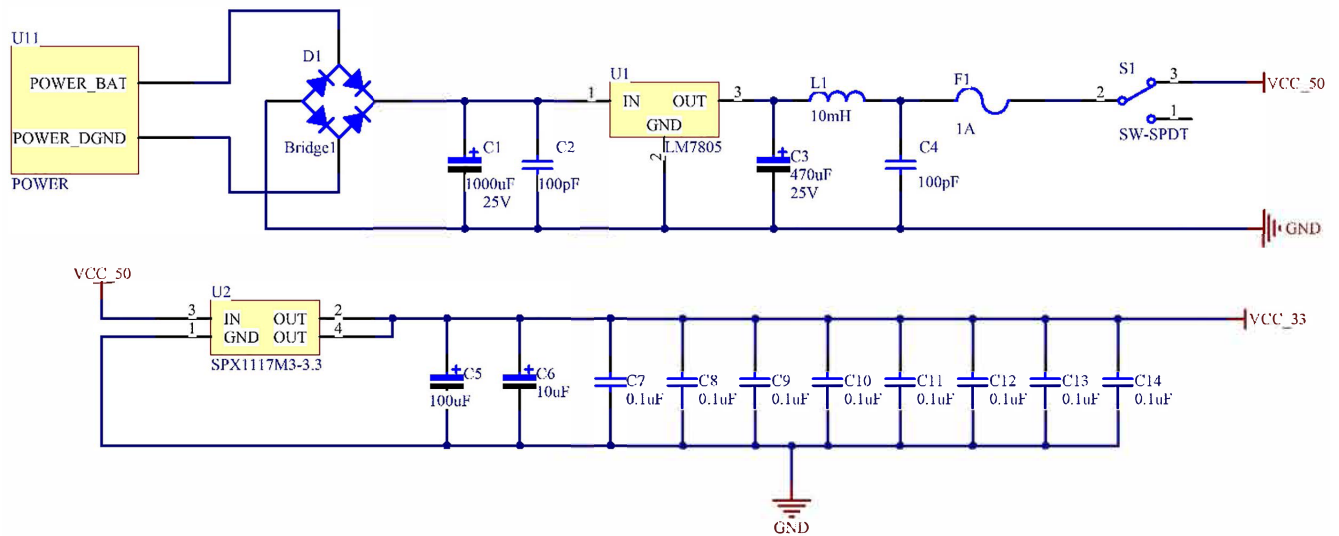 U11
POWER_BAT
POWER_DGND
POWER
D1
Bridge1
C1
1000uF
25V
C2
100pF
U1
1
IN
OUT
3
GND
2
LM7805
C3
470uF
25V
L1
10mH
C4
100pF
F1
1A
S1
2
3
1
SW-SPDT
VCC_50
GND
VCC_50
U2
3
IN
OUT
2
1
GND
OUT
4
SPX1117M3-3.3
C5
100uF
C6
10uF
C7
0.1uF
C8
0.1uF
C9
0.1uF
C10
0.1uF
C11
0.1uF
C12
0.1uF
C13
0.1uF
C14
0.1uF
VCC_33
GND